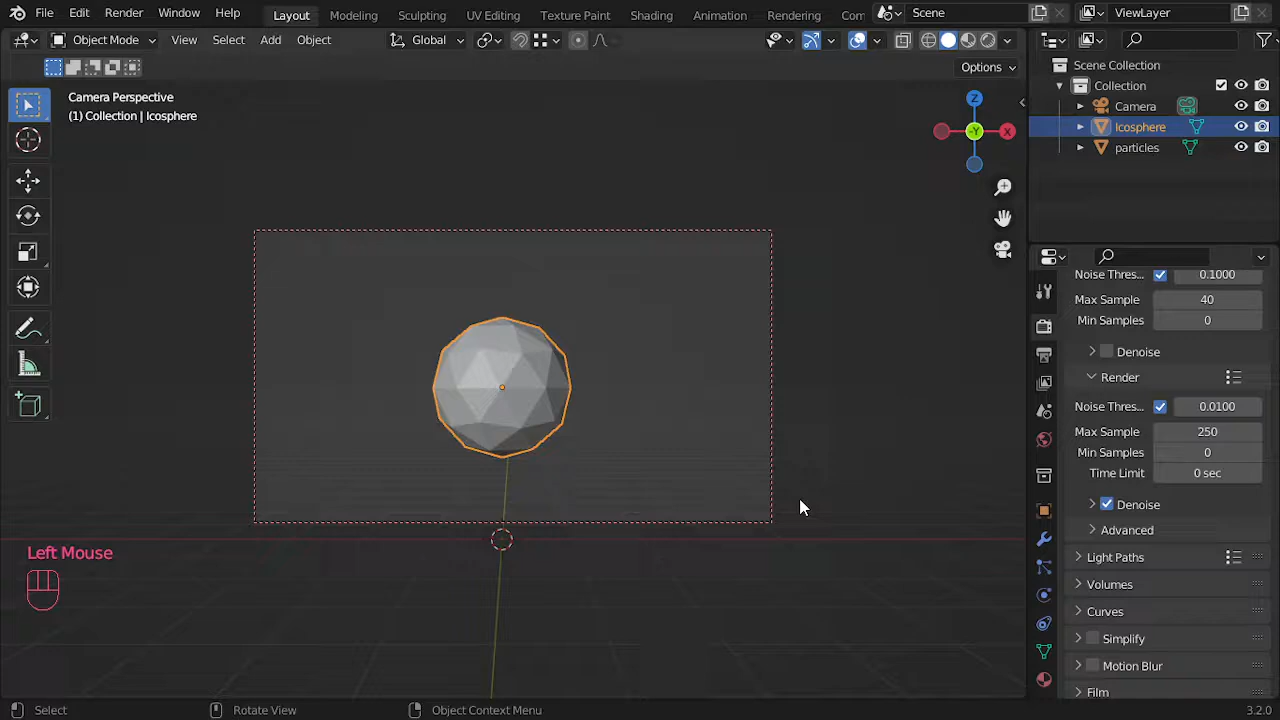 File Edit Render Window Help Layout Modeling Sculpting UV Editing Texture Paint Shading Animation Rendering Com Scene ViewLayer
Object Mode View Select Add Object Global
Options
Scene Collection
Collection
Camera
Icosphere
particles
Camera Perspective
(1) Collection | Icosphere
Z
-Y
X
Noise Thres... 0.1000
Max Sample 40
Min Samples 0
Denoise
Render
Noise Thres... 0.0100
Max Sample 250
Min Samples 0
Time Limit 0 sec
Denoise
Advanced
Light Paths
Volumes
Curves
Simplify
Motion Blur
Film
Left Mouse
Select Rotate View Object Context Menu 3.2.0